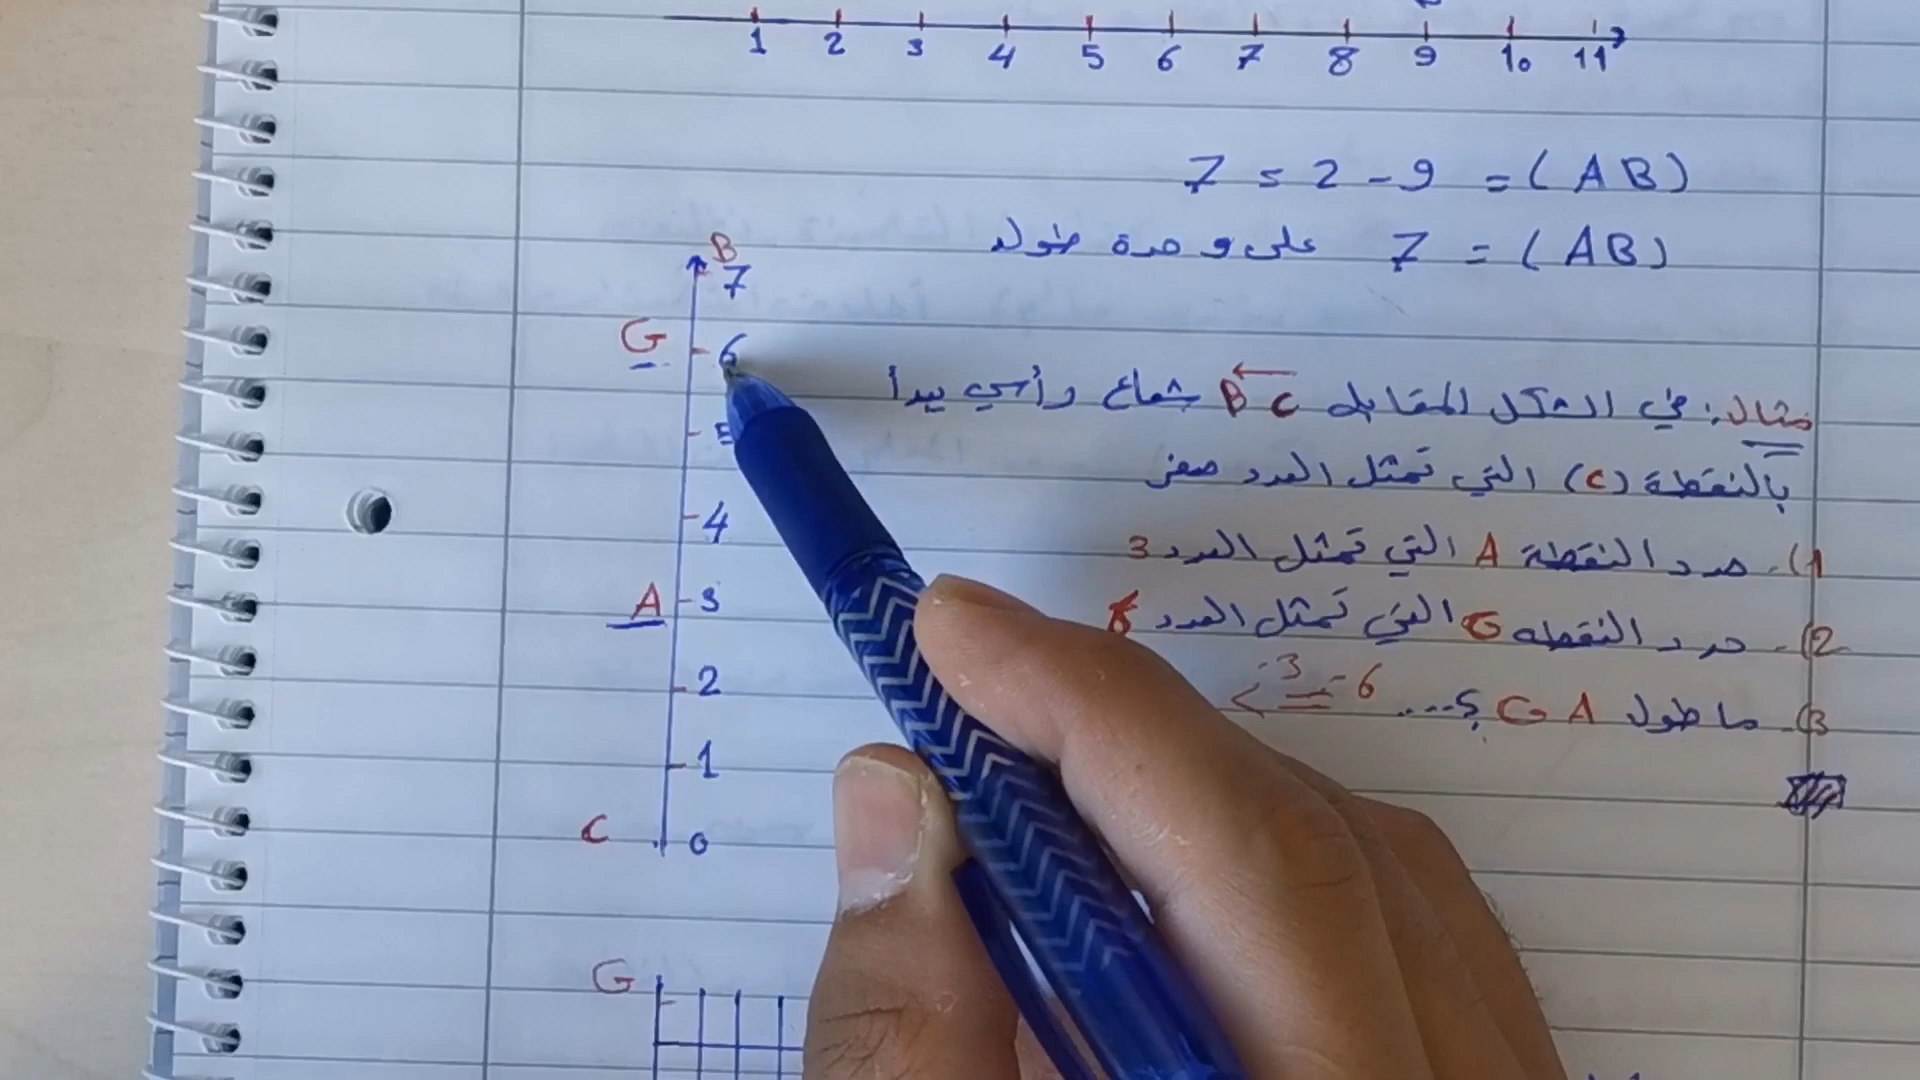 1 2 3 4 5 6 7 8 9 10 11
(AB) = 9 - 2 = 7
(AB) = 7 على وحدة طول
B
7
G 6
5
4
A 3
2
1
C 0
مثال: في الشكل المقابل BC شعاع رأسي يبدأ
بالنقطة (C) التي تمثل العدد صفر
1). حدد النقطة A التي تمثل العدد 3
2). حدد النقطه G التي تمثل العدد 6
3). ما طول GA ؟...
G